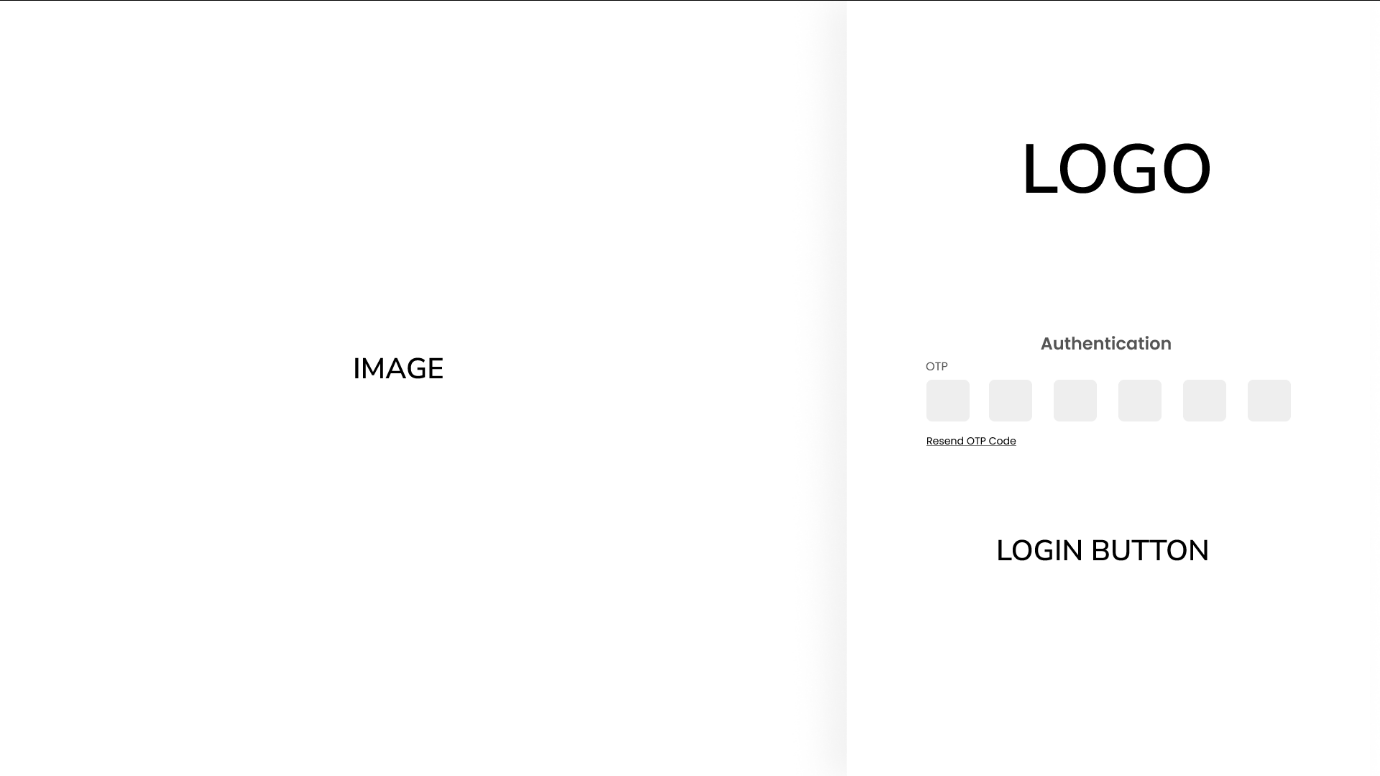 IMAGE
LOGO
Authentication
OTP
Resend OTP Code
LOGIN BUTTON